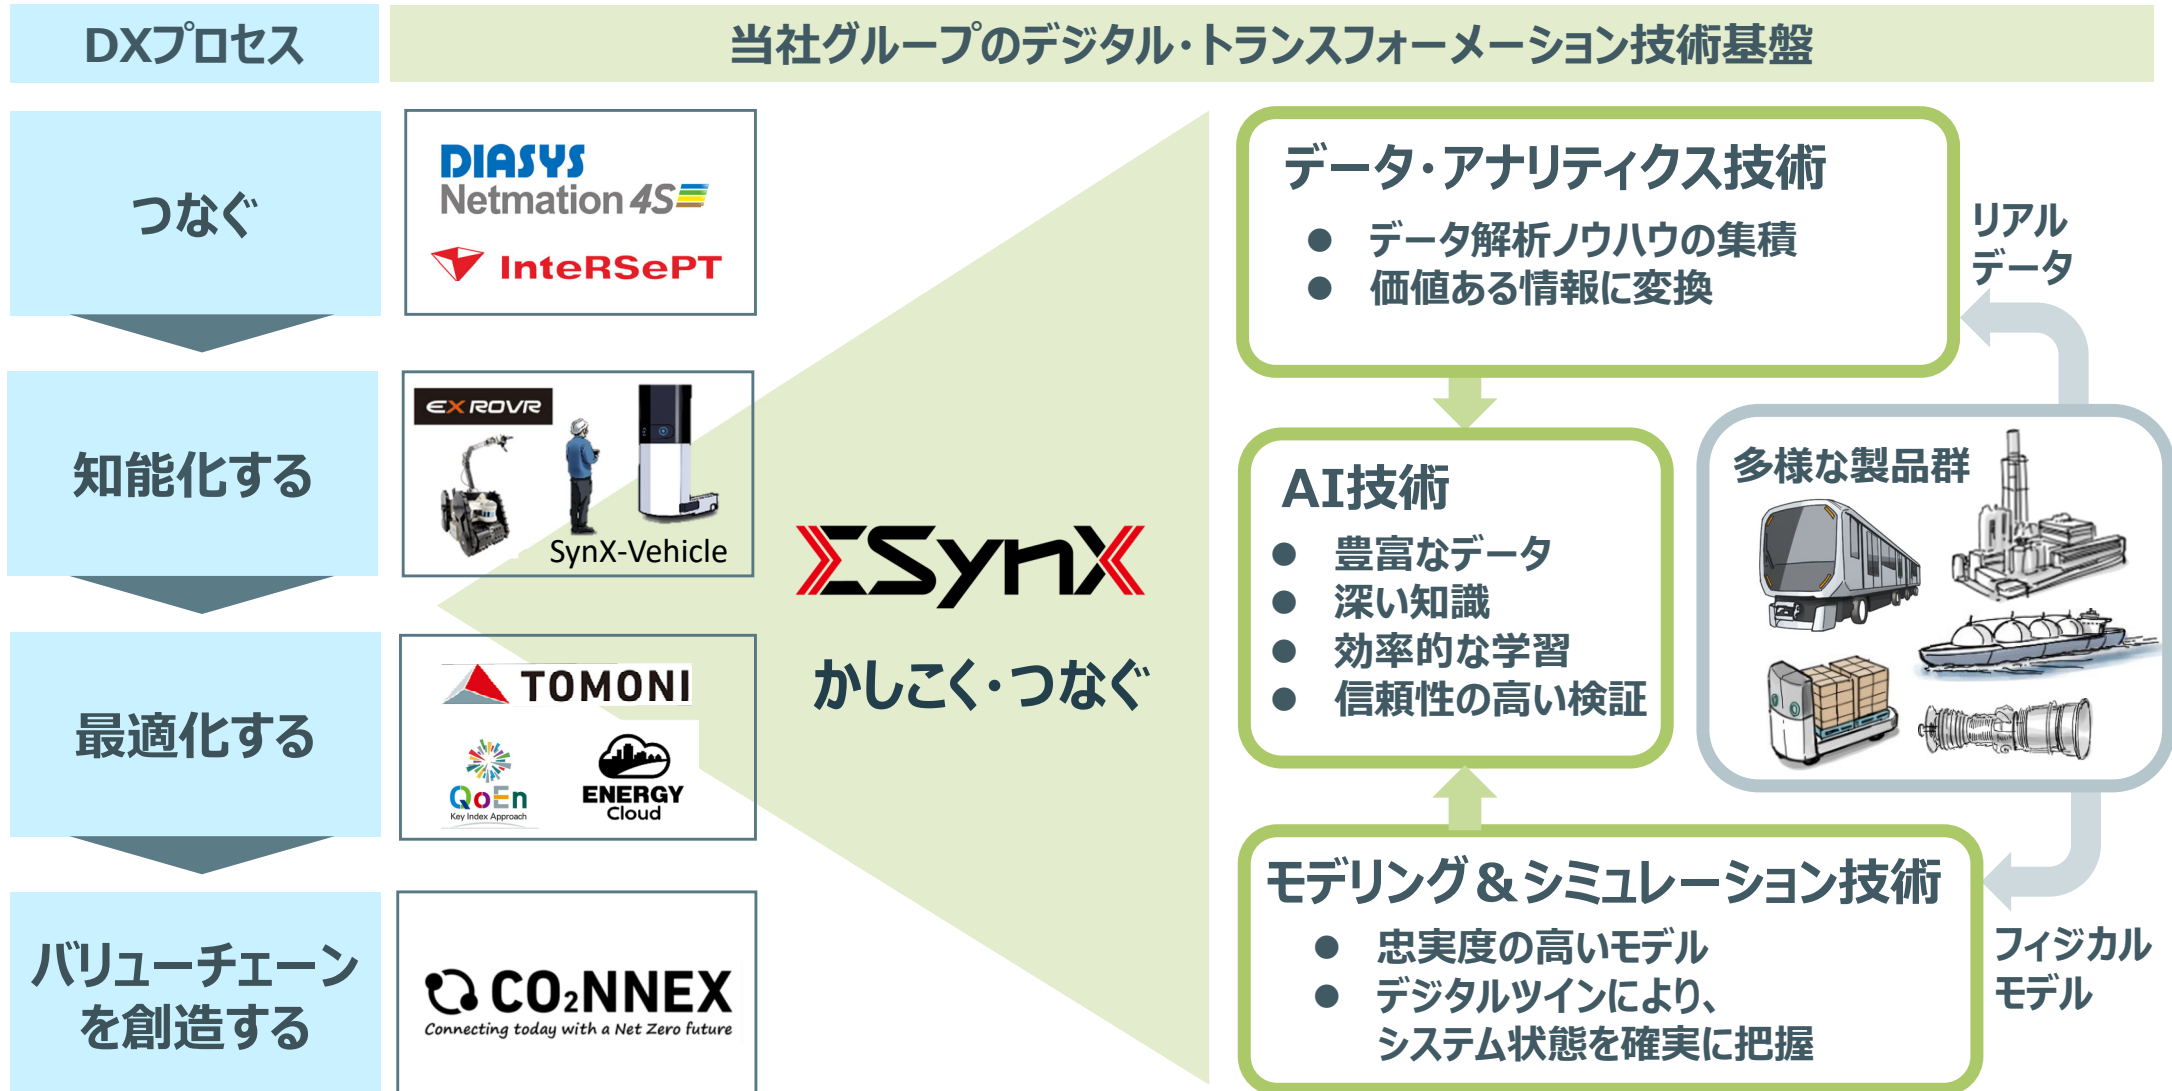 DXプロセス
当社グループのデジタル・トランスフォーメーション技術基盤
つなぐ
DIASYS
Netmation 4S
InteRSePT
知能化する
EX ROVR
SynX-Vehicle
最適化する
TOMONI
QoEn
Key Index Approach
ENERGY
Cloud
バリューチェーン
を創造する
CO₂NNEX
Connecting today with a Net Zero future
ΣSynX
かしこく・つなぐ
データ・アナリティクス技術
● データ解析ノウハウの集積
● 価値ある情報に変換
リアル
データ
AI技術
● 豊富なデータ
● 深い知識
● 効率的な学習
● 信頼性の高い検証
多様な製品群
モデリング＆シミュレーション技術
● 忠実度の高いモデル
● デジタルツインにより、
システム状態を確実に把握
フィジカル
モデル